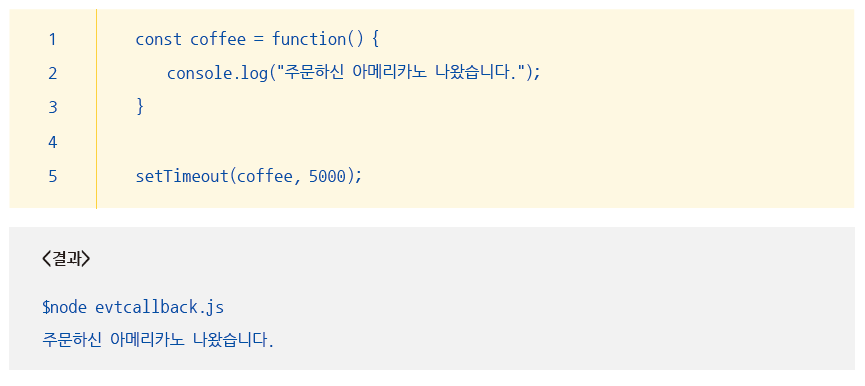 1 const coffee = function() {
2 console.log("주문하신 아메리카노 나왔습니다.");
3 }
4
5 setTimeout(coffee, 5000);
<결과>
$node evtcallback.js
주문하신 아메리카노 나왔습니다.